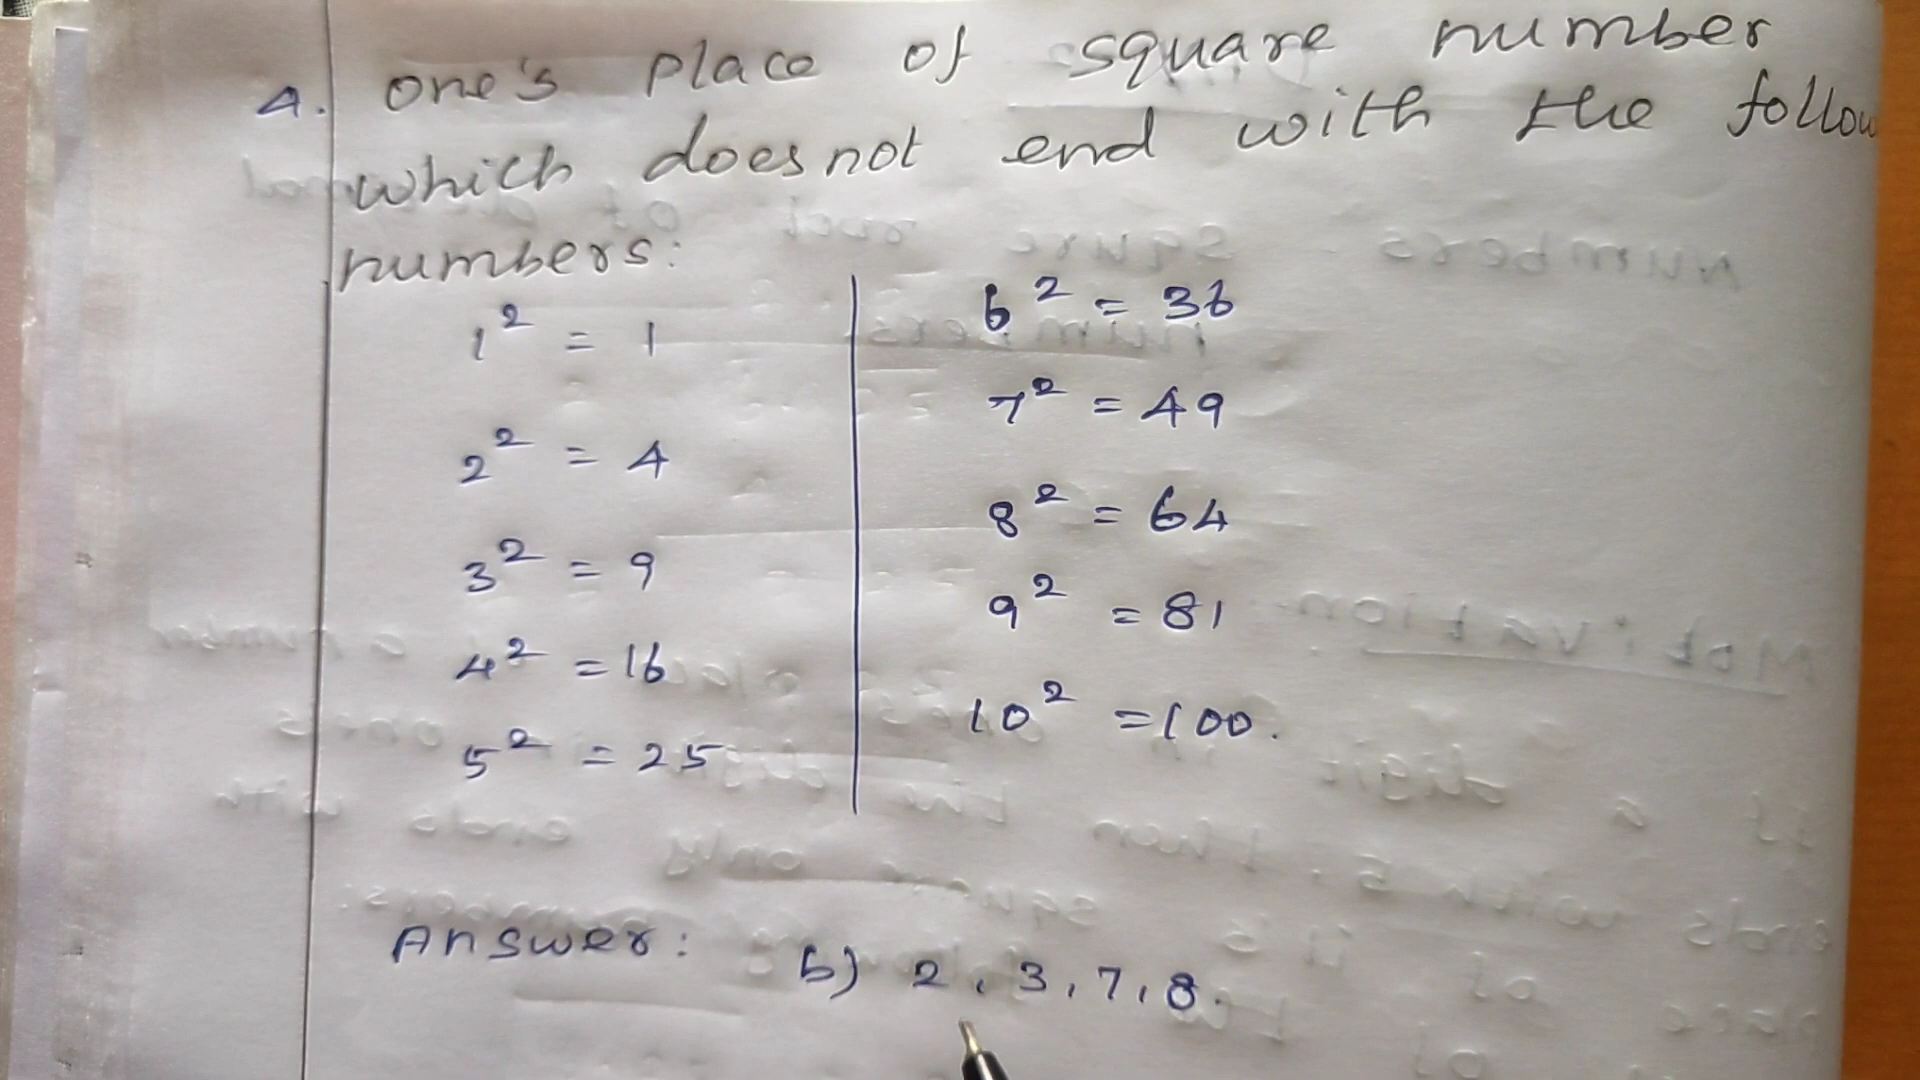 4. one's place of square number
which does not end with the follow
numbers:
1² = 1
2² = 4
3² = 9
4² = 16
5² = 25
6² = 36
7² = 49
8² = 64
9² = 81
10² = 100.
Answer: b) 2, 3, 7, 8.